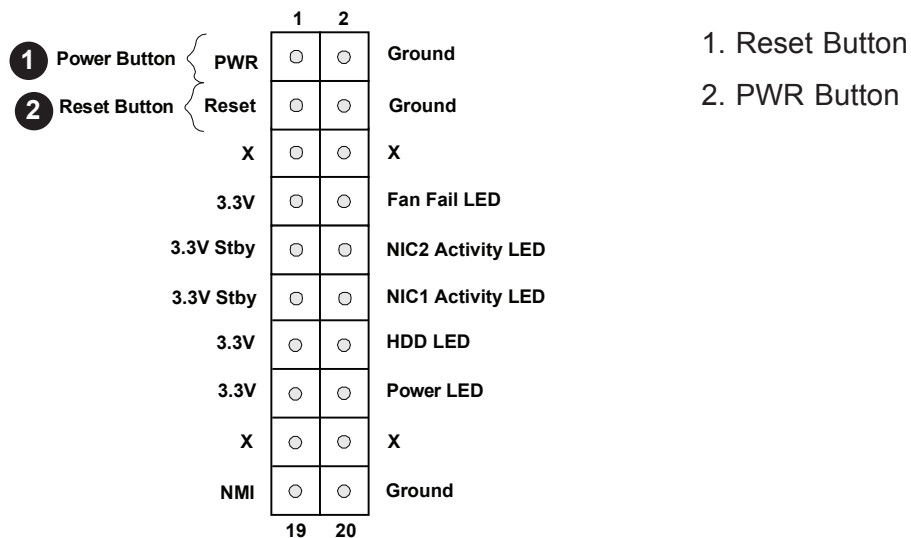 1 2
1 Power Button PWR Ground
2 Reset Button Reset Ground
X X
3.3V Fan Fail LED
3.3V Stby NIC2 Activity LED
3.3V Stby NIC1 Activity LED
3.3V HDD LED
3.3V Power LED
X X
NMI Ground
19 20
1. Reset Button
2. PWR Button